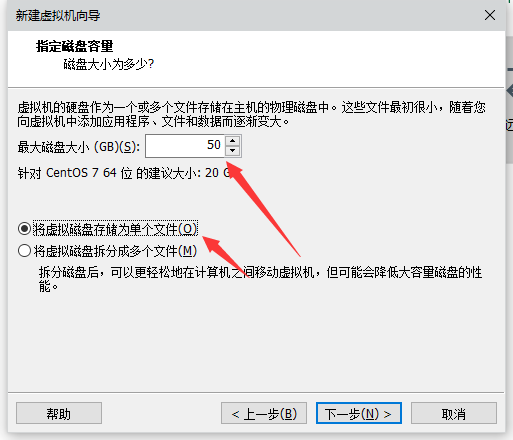 新建虚拟机向导
指定磁盘容量
磁盘大小为多少?
虚拟机的硬盘作为一个或多个文件存储在主机的物理磁盘中。这些文件最初很小，随着您
向虚拟机中添加应用程序、文件和数据而逐渐变大。
最大磁盘大小 (GB)(S): 50
针对 CentOS 7 64 位 的建议大小: 20 G
将虚拟磁盘存储为单个文件(O)
将虚拟磁盘拆分成多个文件(M)
拆分磁盘后，可以更轻松地在计算机之间移动虚拟机，但可能会降低大容量磁盘的性
能。
帮助 < 上一步(B) 下一步(N) > 取消